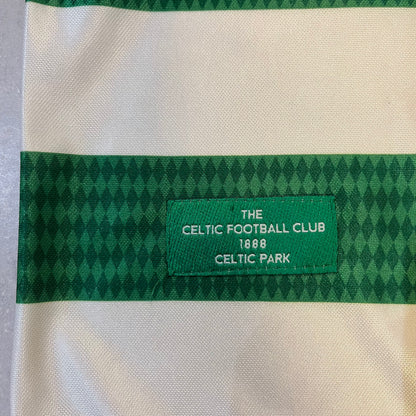 THE
CELTIC FOOTBALL CLUB
1888
CELTIC PARK